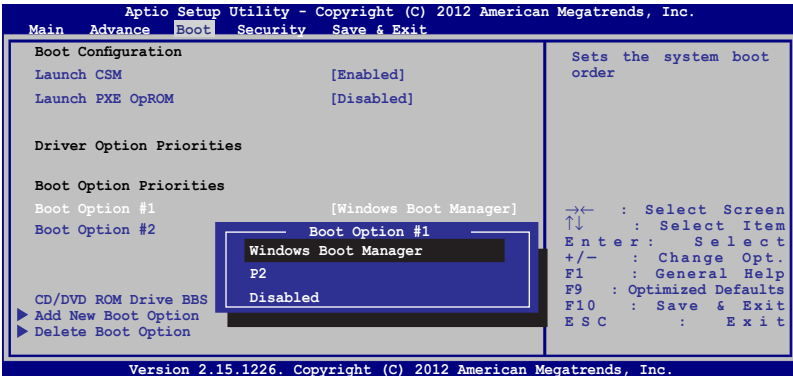 Aptio Setup Utility - Copyright (C) 2012 American Megatrends, Inc.
Main Advance Boot Security Save & Exit
Boot Configuration
Launch CSM [Enabled]
Launch PXE OpROM [Disabled]
Driver Option Priorities
Boot Option Priorities
Boot Option #1 [Windows Boot Manager]
Boot Option #2
CD/DVD ROM Drive BBS
Add New Boot Option
Delete Boot Option
Boot Option #1
Windows Boot Manager
P2
Disabled
Sets the system boot
order
→← : Select Screen
↑↓ : Select Item
Enter: Select
+/— : Change Opt.
F1 : General Help
F9 : Optimized Defaults
F10 : Save & Exit
ESC : Exit
Version 2.15.1226. Copyright (C) 2012 American Megatrends, Inc.